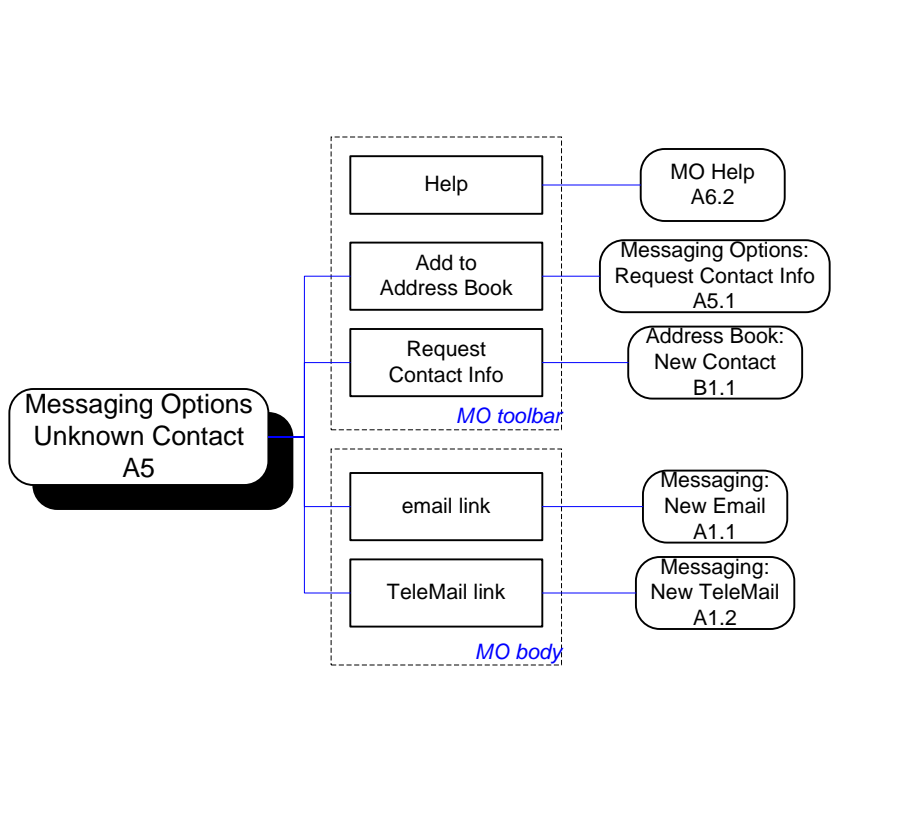 Messaging Options
Unknown Contact
A5
Help
Add to
Address Book
Request
Contact Info
MO toolbar
email link
TeleMail link
MO body
MO Help
A6.2
Messaging Options:
Request Contact Info
A5.1
Address Book:
New Contact
B1.1
Messaging:
New Email
A1.1
Messaging:
New TeleMail
A1.2